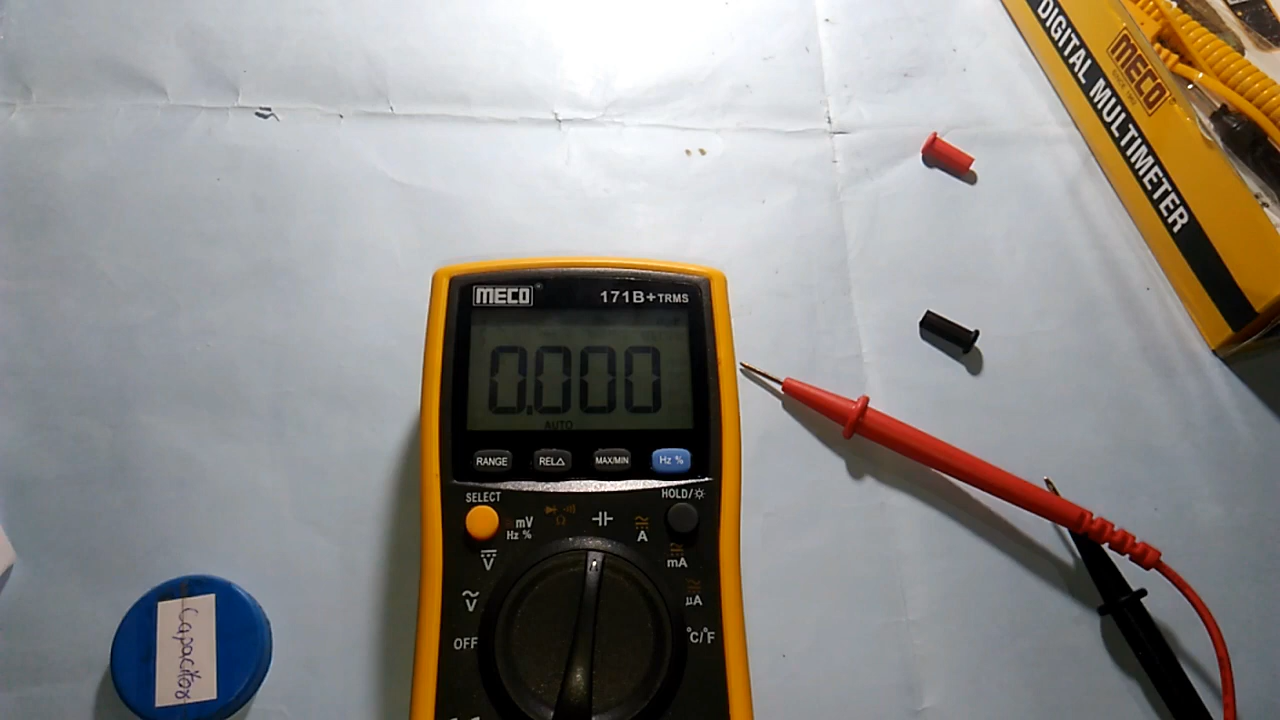 DIGITAL MULTIMETER
MECO
MECO
171B+TRMS
0.000
AUTO
RANGE
REL△
MAX/MIN
Hz %
SELECT
HOLD/☼
mV
Hz %
Ω
A
V
mA
V
µA
OFF
°C/°F
Capacitor